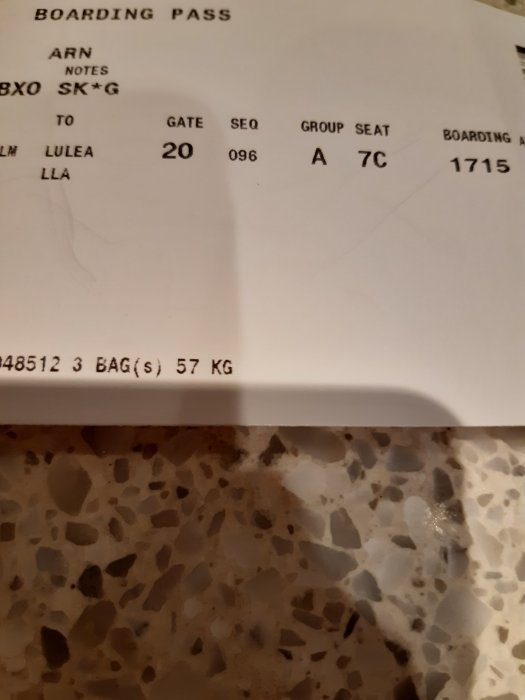 BOARDING PASS
ARN
NOTES
BXO SK*G
TO GATE SEQ GROUP SEAT BOARDING A
LM LULEA 20 096 A 7C 1715
LLA
48512 3 BAG(s) 57 KG